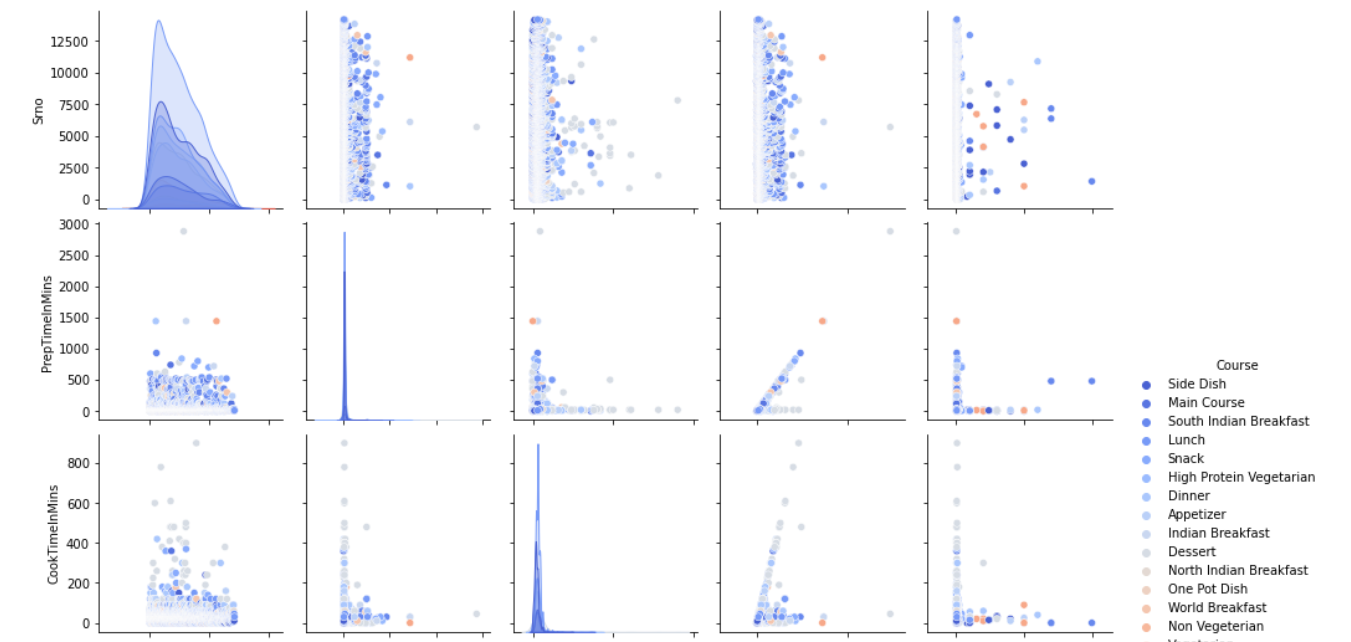 12500
10000
7500
5000
2500
0
Srno
3000
2500
2000
1500
1000
500
0
PrepTimeInMins
800
600
400
200
0
CookTimeInMins
Course
Side Dish
Main Course
South Indian Breakfast
Lunch
Snack
High Protein Vegetarian
Dinner
Appetizer
Indian Breakfast
Dessert
North Indian Breakfast
One Pot Dish
World Breakfast
Non Vegeterian